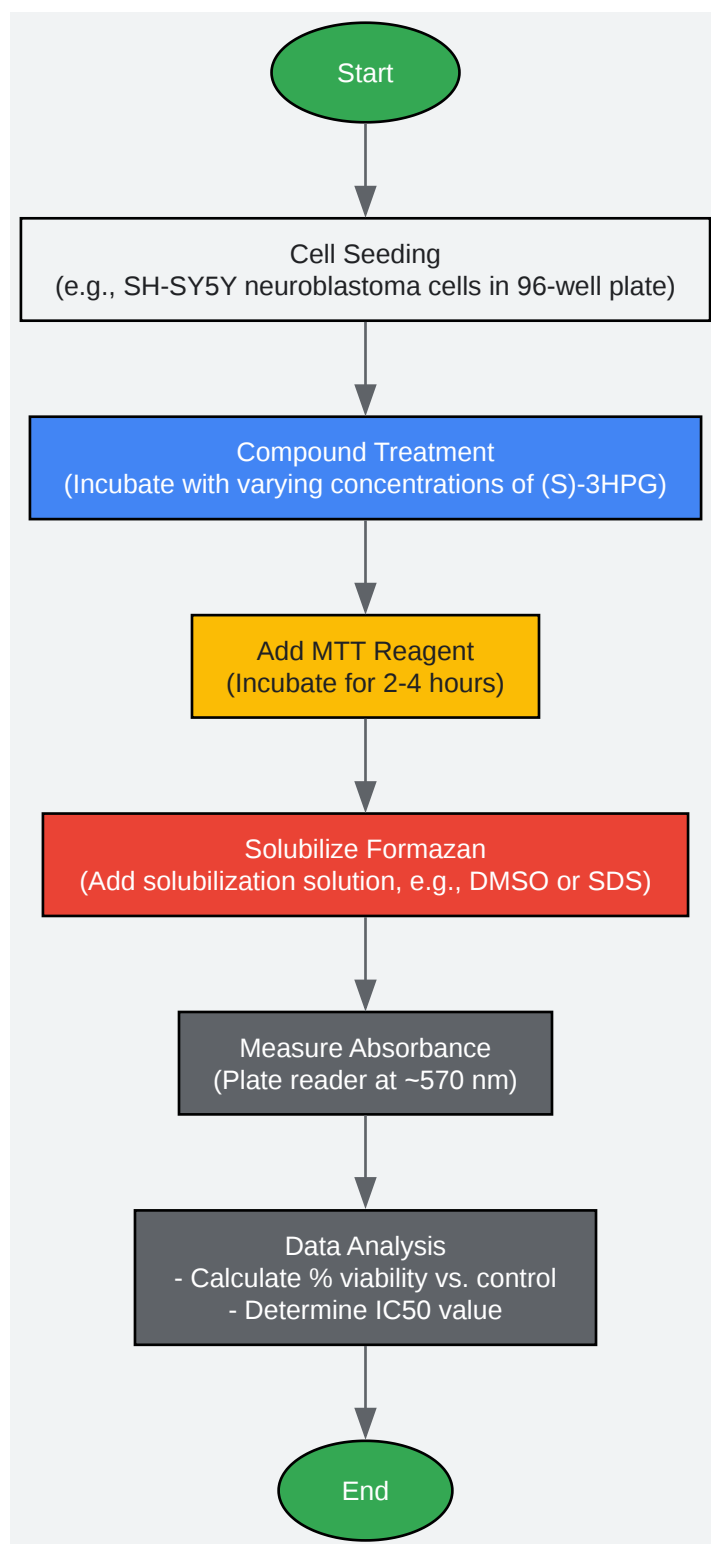 Start
Cell Seeding
(e.g., SH-SY5Y neuroblastoma cells in 96-well plate)
Compound Treatment
(Incubate with varying concentrations of (S)-3HPG)
Add MTT Reagent
(Incubate for 2-4 hours)
Solubilize Formazan
(Add solubilization solution, e.g., DMSO or SDS)
Measure Absorbance
(Plate reader at ~570 nm)
Data Analysis
- Calculate % viability vs. control
- Determine IC50 value
End